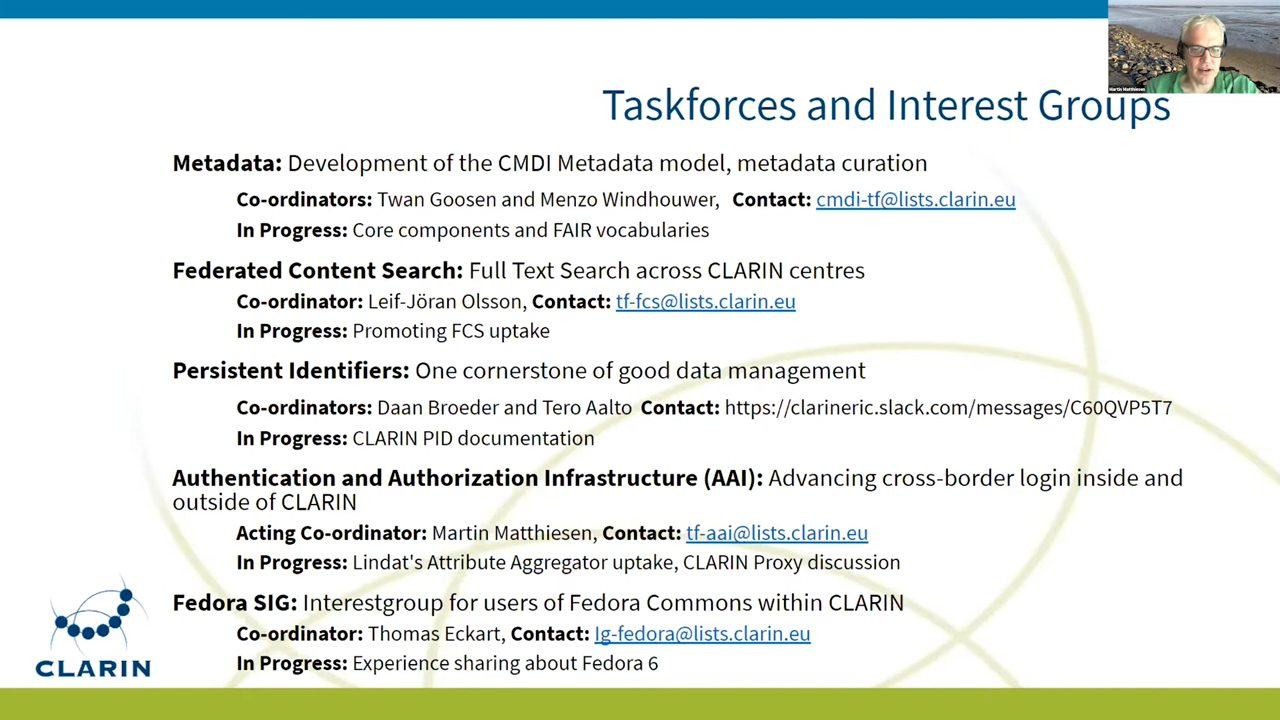 Martin Matthiesen
Taskforces and Interest Groups
Metadata: Development of the CMDI Metadata model, metadata curation
Co-ordinators: Twan Goosen and Menzo Windhouwer, Contact: cmdi-tf@lists.clarin.eu
In Progress: Core components and FAIR vocabularies
Federated Content Search: Full Text Search across CLARIN centres
Co-ordinator: Leif-Jöran Olsson, Contact: tf-fcs@lists.clarin.eu
In Progress: Promoting FCS uptake
Persistent Identifiers: One cornerstone of good data management
Co-ordinators: Daan Broeder and Tero Aalto Contact: https://clarineric.slack.com/messages/C60QVP5T7
In Progress: CLARIN PID documentation
Authentication and Authorization Infrastructure (AAI): Advancing cross-border login inside and
outside of CLARIN
Acting Co-ordinator: Martin Matthiesen, Contact: tf-aai@lists.clarin.eu
In Progress: Lindat's Attribute Aggregator uptake, CLARIN Proxy discussion
Fedora SIG: Interestgroup for users of Fedora Commons within CLARIN
Co-ordinator: Thomas Eckart, Contact: Ig-fedora@lists.clarin.eu
In Progress: Experience sharing about Fedora 6
CLARIN